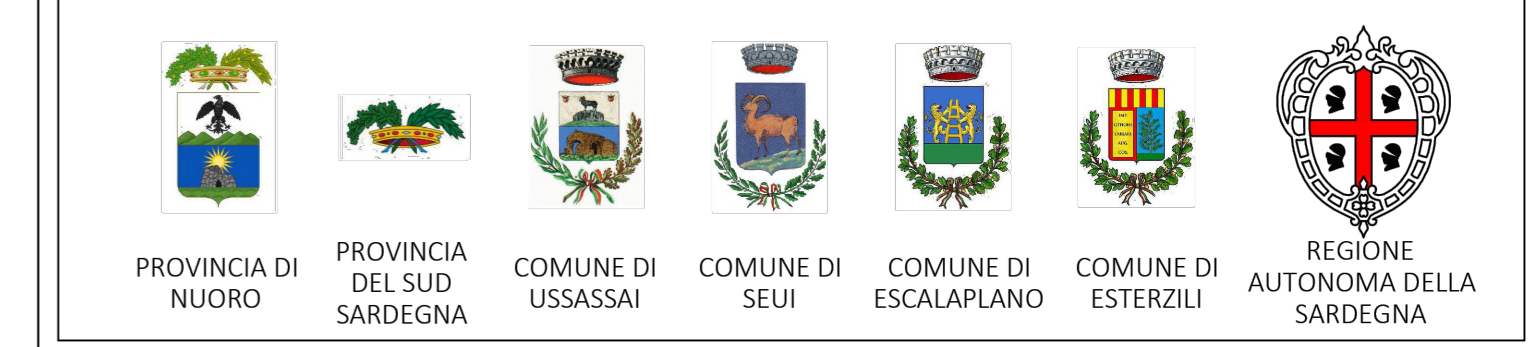 PROVINCIA DI
NUORO
PROVINCIA
DEL SUD
SARDEGNA
COMUNE DI
USSASSAI
COMUNE DI
SEUI
COMUNE DI
ESCALAPLANO
COMUNE DI
ESTERZILI
REGIONE
AUTONOMA DELLA
SARDEGNA